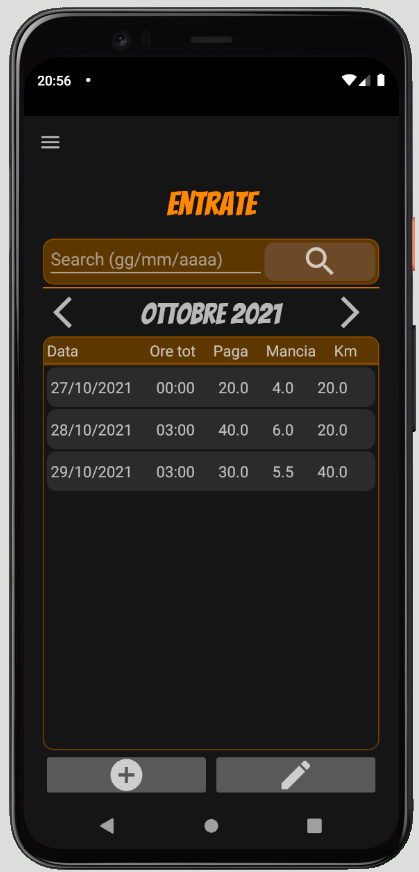 20:56
ENTRATE
Search (gg/mm/aaaa)
OTTOBRE 2021
Data Ore tot Paga Mancia Km
27/10/2021 00:00 20.0 4.0 20.0
28/10/2021 03:00 40.0 6.0 20.0
29/10/2021 03:00 30.0 5.5 40.0